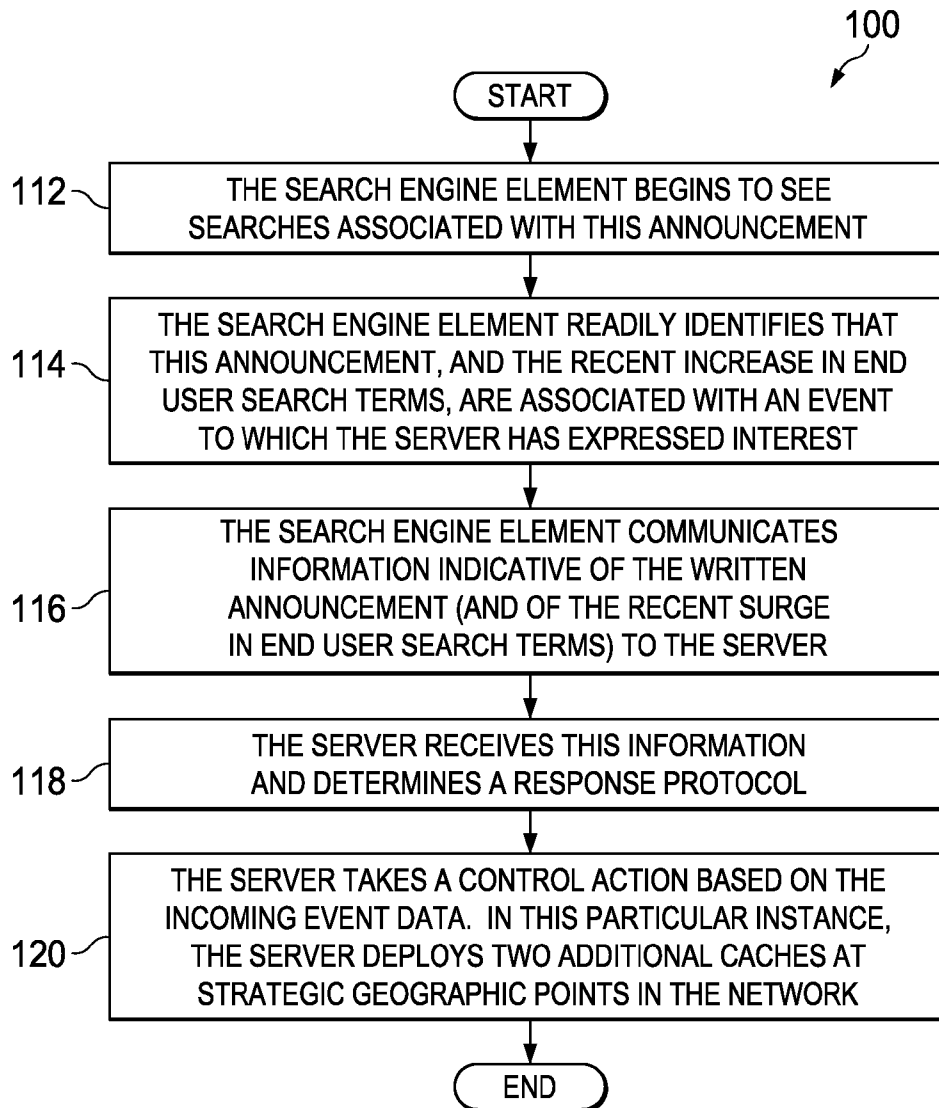 100
START
112
THE SEARCH ENGINE ELEMENT BEGINS TO SEE
SEARCHES ASSOCIATED WITH THIS ANNOUNCEMENT
114
THE SEARCH ENGINE ELEMENT READILY IDENTIFIES THAT
THIS ANNOUNCEMENT, AND THE RECENT INCREASE IN END
USER SEARCH TERMS, ARE ASSOCIATED WITH AN EVENT
TO WHICH THE SERVER HAS EXPRESSED INTEREST
116
THE SEARCH ENGINE ELEMENT COMMUNICATES
INFORMATION INDICATIVE OF THE WRITTEN
ANNOUNCEMENT (AND OF THE RECENT SURGE
IN END USER SEARCH TERMS) TO THE SERVER
118
THE SERVER RECEIVES THIS INFORMATION
AND DETERMINES A RESPONSE PROTOCOL
120
THE SERVER TAKES A CONTROL ACTION BASED ON THE
INCOMING EVENT DATA. IN THIS PARTICULAR INSTANCE,
THE SERVER DEPLOYS TWO ADDITIONAL CACHES AT
STRATEGIC GEOGRAPHIC POINTS IN THE NETWORK
END